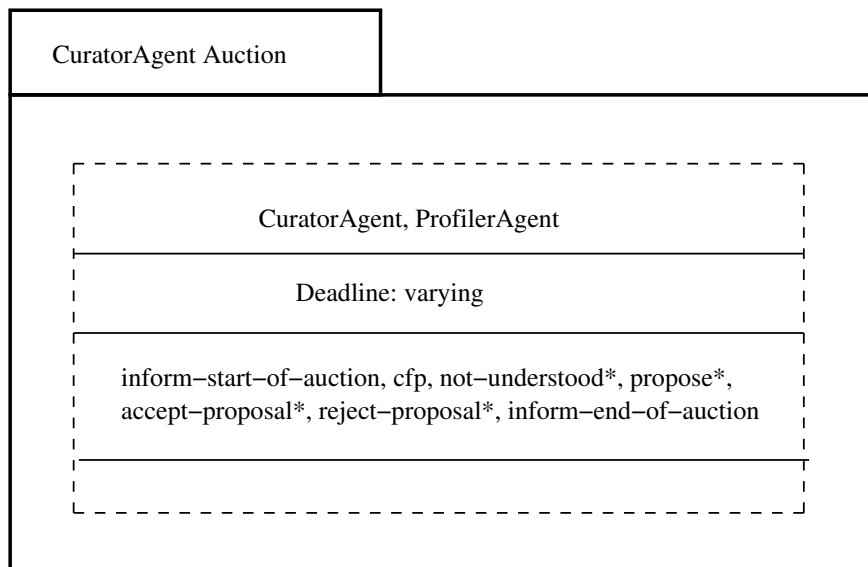 CuratorAgent Auction
CuratorAgent, ProfilerAgent
Deadline: varying
inform−start−of−auction, cfp, not−understood*, propose*,
accept−proposal*, reject−proposal*, inform−end−of−auction